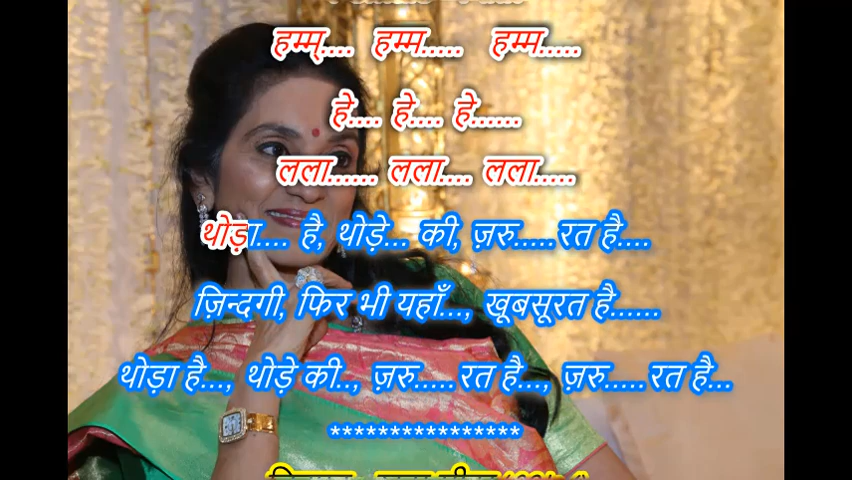 हम्म्.... हम्म..... हम्म.....
हे.... हे.... हे......
लला...... लला.... लला.....
थोड़ा.... है, थोड़े... की, ज़रु.....रत है....
ज़िन्दगी, फिर भी यहाँ..., खूबसूरत है......
थोड़ा है..., थोड़े की.., ज़रु.....रत है..., ज़रु.....रत है...
****************